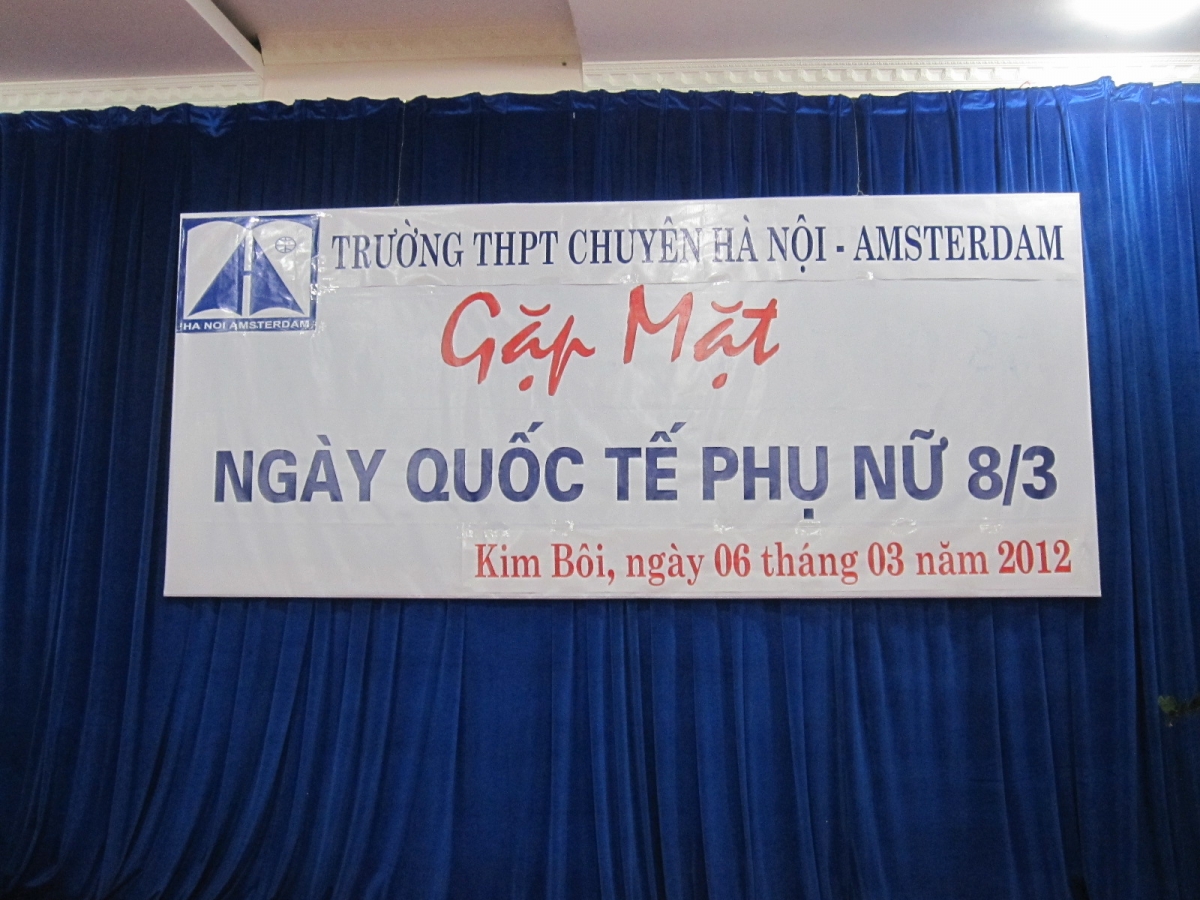 TRƯỜNG THPT CHUYÊN HÀ NỘI - AMSTERDAM
HA NOI AMSTERDAM
Gặp Mặt
NGÀY QUỐC TẾ PHỤ NỮ 8/3
Kim Bôi, ngày 06 tháng 03 năm 2012